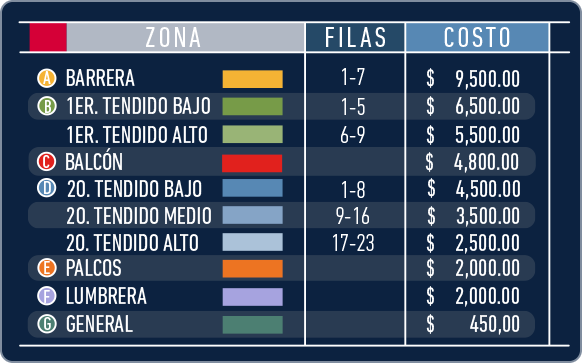 ZONA FILAS COSTO
A BARRERA 1-7 $ 9,500.00
B 1ER. TENDIDO BAJO 1-5 $ 6,500.00
1ER. TENDIDO ALTO 6-9 $ 5,500.00
C BALCÓN $ 4,800.00
D 2O. TENDIDO BAJO 1-8 $ 4,500.00
2O. TENDIDO MEDIO 9-16 $ 3,500.00
2O. TENDIDO ALTO 17-23 $ 2,500.00
E PALCOS $ 2,000.00
F LUMBRERA $ 2,000.00
G GENERAL $ 450,00